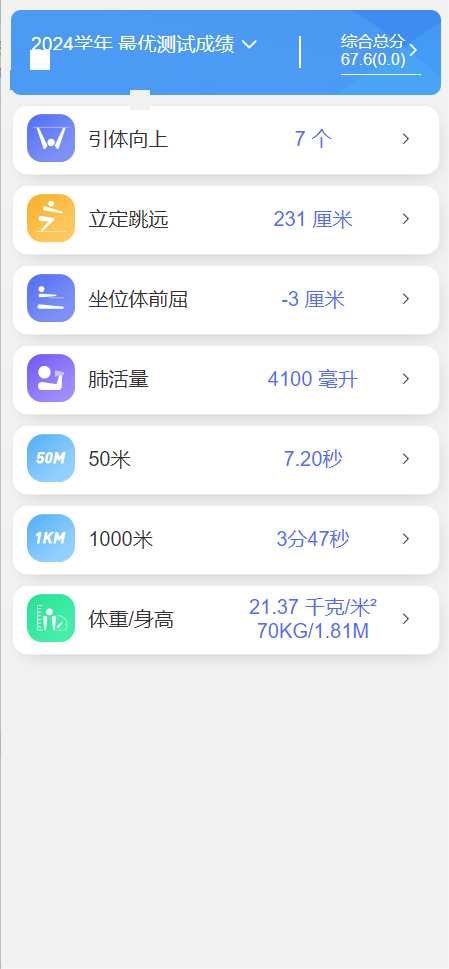 2024学年 最优测试成绩
综合总分
67.6(0.0)
引体向上 7 个
立定跳远 231 厘米
坐位体前屈 -3 厘米
肺活量 4100 毫升
50M 50米 7.20秒
1KM 1000米 3分47秒
体重/身高 21.37 千克/米²
70KG/1.81M